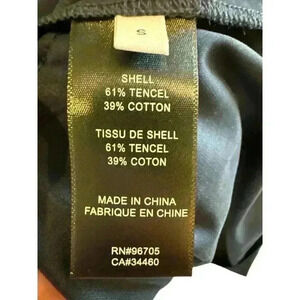 S
SHELL
61% TENCEL
39% COTTON
TISSU DE SHELL
61% TENCEL
39% COTON
MADE IN CHINA
FABRIQUE EN CHINE
RN#96705
CA#34460